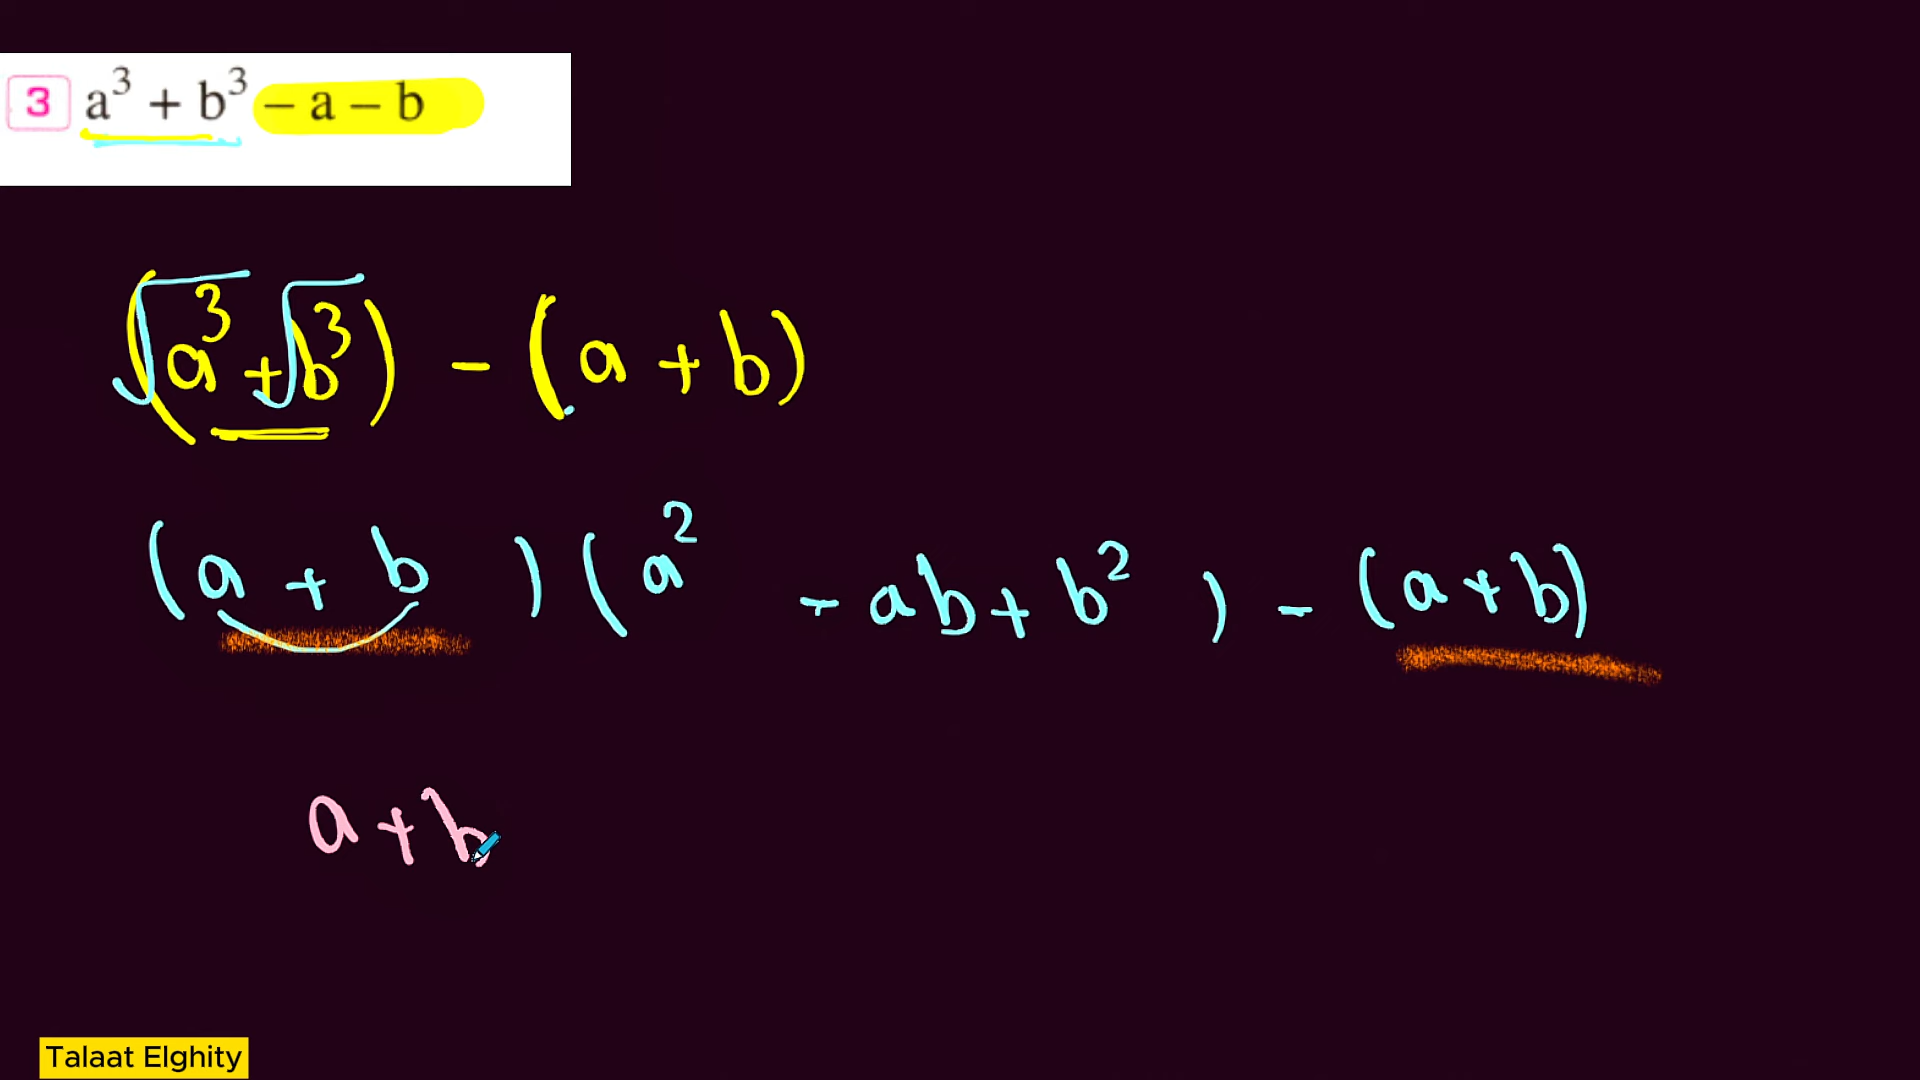 3 a³ + b³ – a – b
(√a³ + √b³) - (a + b)
(a + b) (a² - ab + b²) - (a + b)
a + b
Talaat Elghity